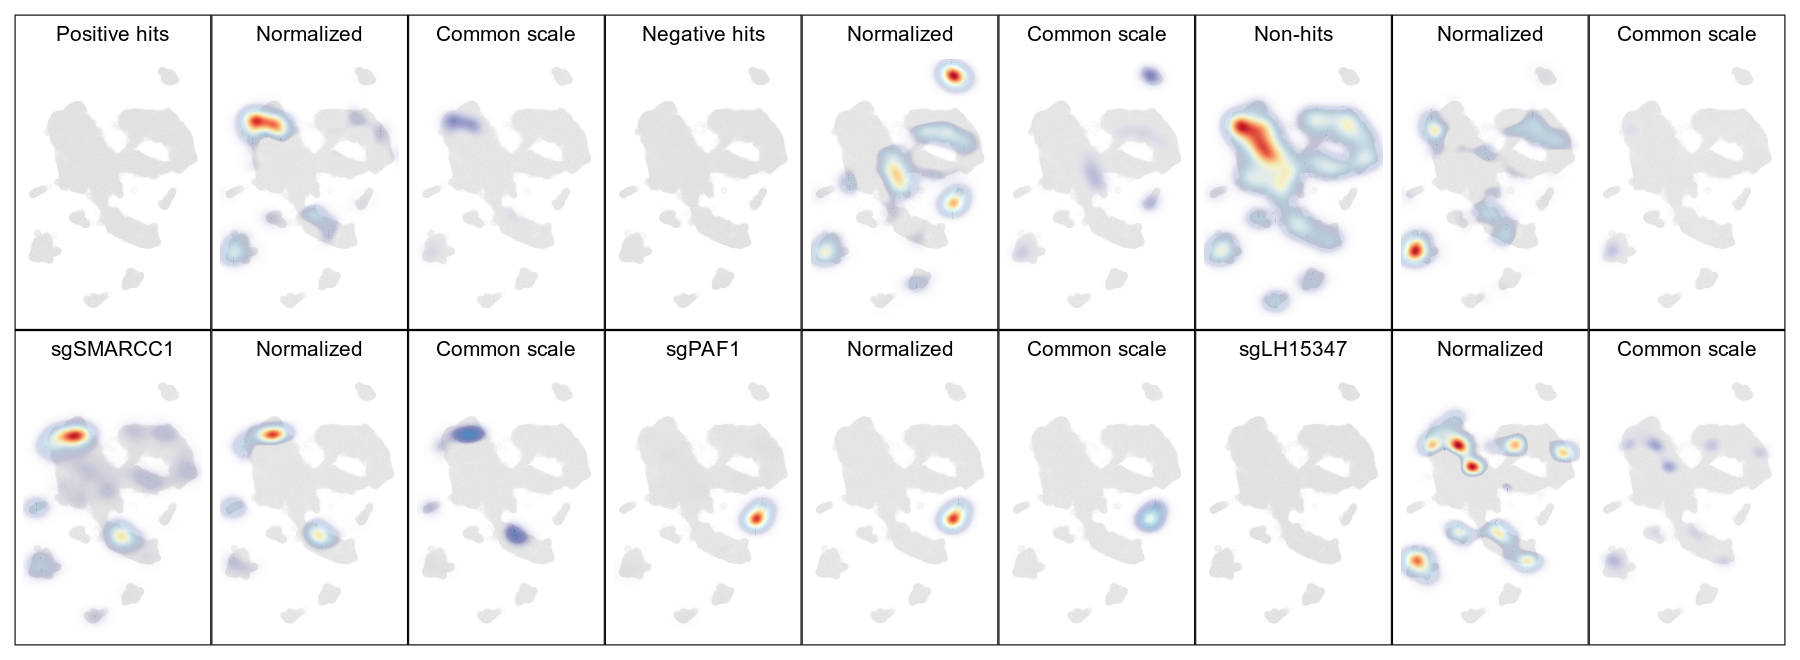 Positive hits
Normalized
Common scale
Negative hits
Normalized
Common scale
Non-hits
Normalized
Common scale
sgSMARCC1
Normalized
Common scale
sgPAF1
Normalized
Common scale
sgLH15347
Normalized
Common scale